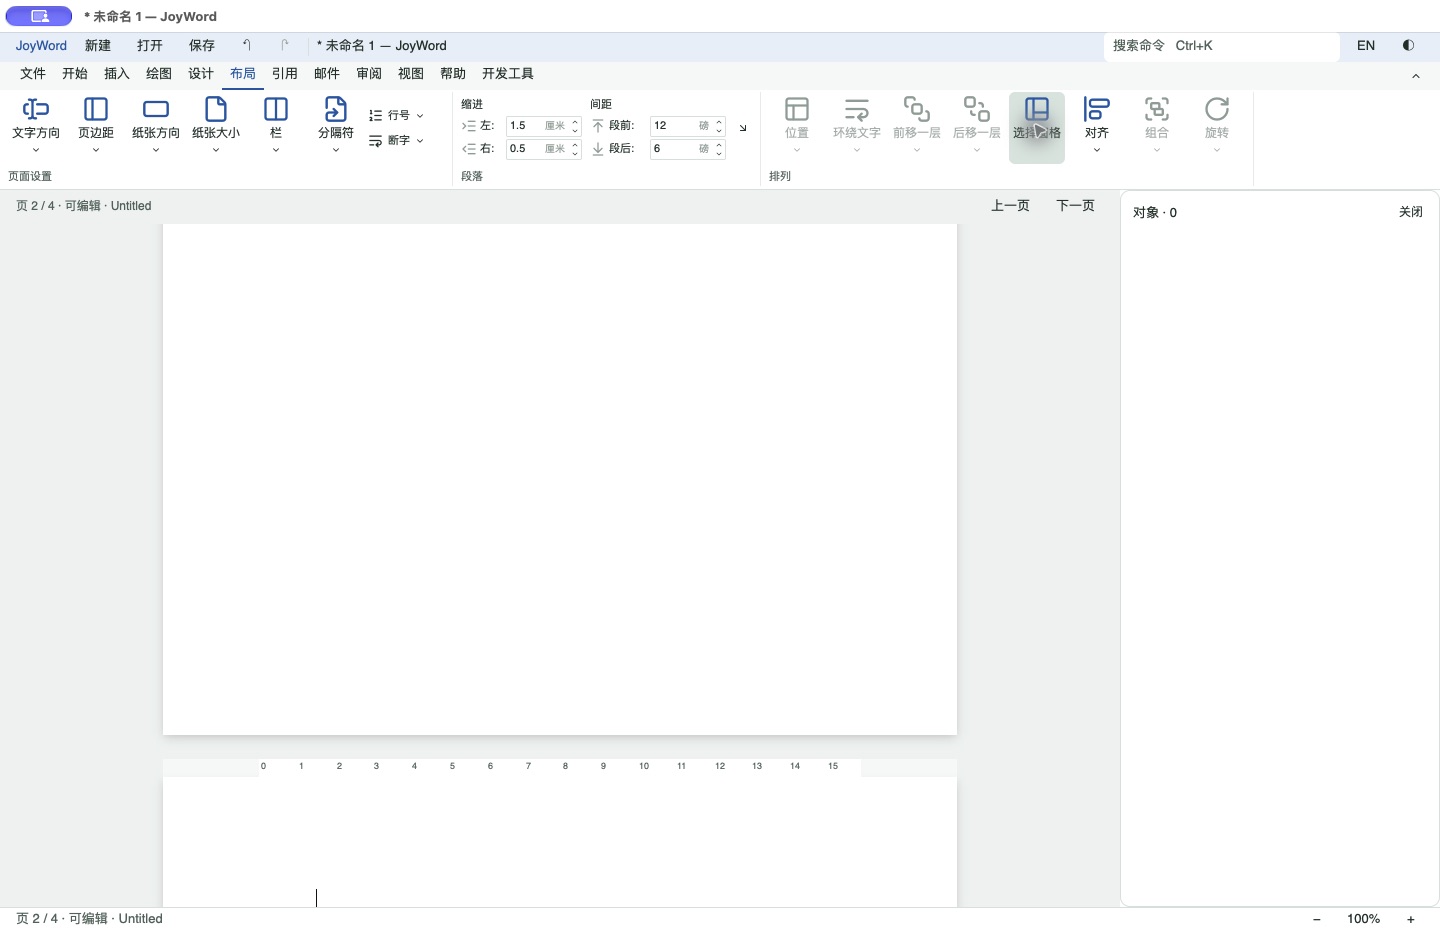 * 未命名 1 — JoyWord
JoyWord 新建 打开 保存 * 未命名 1 — JoyWord 搜索命令 Ctrl+K EN
文件 开始 插入 绘图 设计 布局 引用 邮件 审阅 视图 帮助 开发工具
文字方向 页边距 纸张方向 纸张大小 栏 分隔符 行号 断字
页面设置
缩进 间距
左: 1.5 厘米 段前: 12 磅
右: 0.5 厘米 段后: 6 磅
段落
位置 环绕文字 前移一层 后移一层 选择窗格 对齐 组合 旋转
排列
页 2 / 4 · 可编辑 · Untitled 上一页 下一页
对象 · 0 关闭
0 1 2 3 4 5 6 7 8 9 10 11 12 13 14 15
页 2 / 4 · 可编辑 · Untitled − 100% +